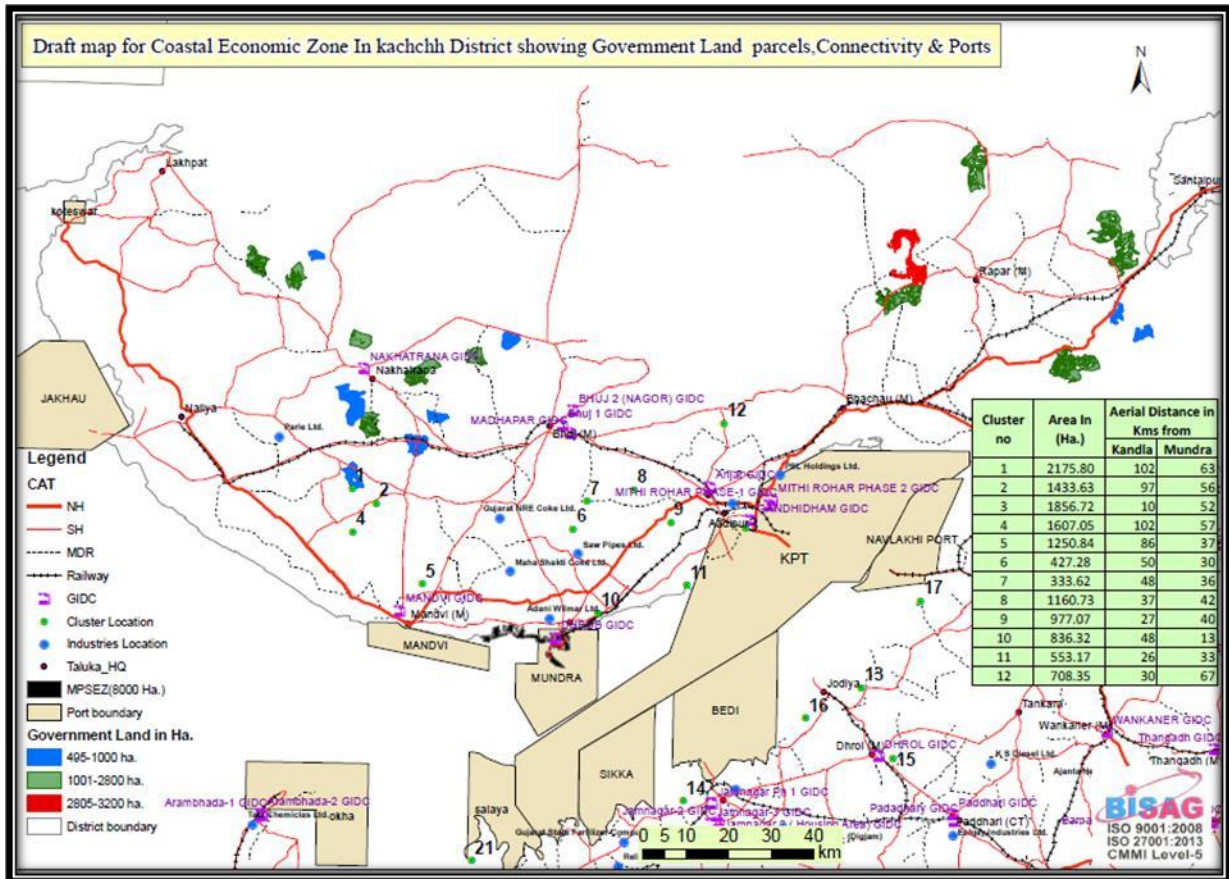 Draft map for Coastal Economic Zone In kachchh District showing Government Land parcels,Connectivity & Ports
N
Lakhpat
koteswar
Santalpur
Rapar (M)
NAKHATRANA GIDC
Nakhatrana
JAKHAU
Naliya
Parle Ltd.
BHUJ 2 (NAGOR) GIDC
Bhuj 1 GIDC
MADHAPAR GIDC
Bhuj (M)
12
Bhachau (M)
PSL Holdings Ltd.
Anjar GIDC
MITHI ROHAR PHASE-1 GIDC
MITHI ROHAR PHASE 2 GIDC
GANDHIDHAM GIDC
1
2
4
8
7
6
9
Gujarat NRE Coke Ltd.
Saw Pipes Ltd.
Maha Shakti Coke Ltd.
KPT
NAVLAKHI PORT
5
11
10
17
MANDVI GIDC
Mandvi (M)
Adani Wilmar Ltd.
MANDVI
MUNDRA
BEDI
SIKKA
salaya
21
okha
Jodiya
13
16
Tankara
Wankaner (M)
WANKANER GIDC
Thangadh GIDC
Thangadh (M
Dhrol (M)
DHROL GIDC
15
K S Diesel Ltd.
14
Jamnagar-2 GIDC
Padadhary GIDC
Paddhari GIDC
Paddhari (CT)
Arambhada-1 GIDC
Arambhada-2 GIDC
Tata Chemicles Ltd.
Legend
CAT
NH
SH
MDR
Railway
GIDC
Cluster Location
Industries Location
Taluka_HQ
MPSEZ(8000 Ha.)
Port boundary
Government Land in Ha.
495-1000 ha.
1001-2800 ha.
2805-3200 ha.
District boundary
Cluster no Area In (Ha.) Aerial Distance in Kms from
Kandla Mundra
1 2175.80 102 63
2 1433.63 97 56
3 1856.72 10 52
4 1607.05 102 57
5 1250.84 86 37
6 427.28 50 30
7 333.62 48 36
8 1160.73 37 42
9 977.07 27 40
10 836.32 48 13
11 553.17 26 33
12 708.35 30 67
0 5 10 20 30 40
km
BISAG
ISO 9001:2008
ISO 27001:2013
CMMI Level-5